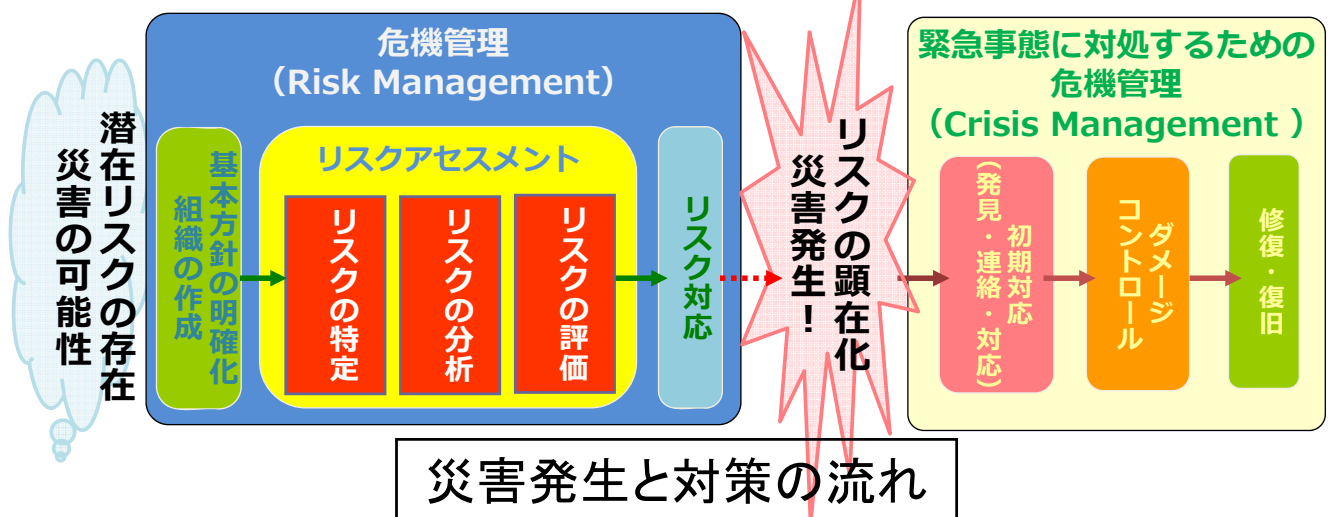 潜在リスクの存在
災害の可能性
危機管理
（Risk Management）
基本方針の明確化
組織の作成
リスクアセスメント
リスクの特定
リスクの分析
リスクの評価
リスク対応
リスクの顕在化
災害発生！
緊急事態に対処するための
危機管理
（Crisis Management ）
初期対応
（発見・連絡・対応）
ダメージ
コントロール
修復・復旧
災害発生と対策の流れ